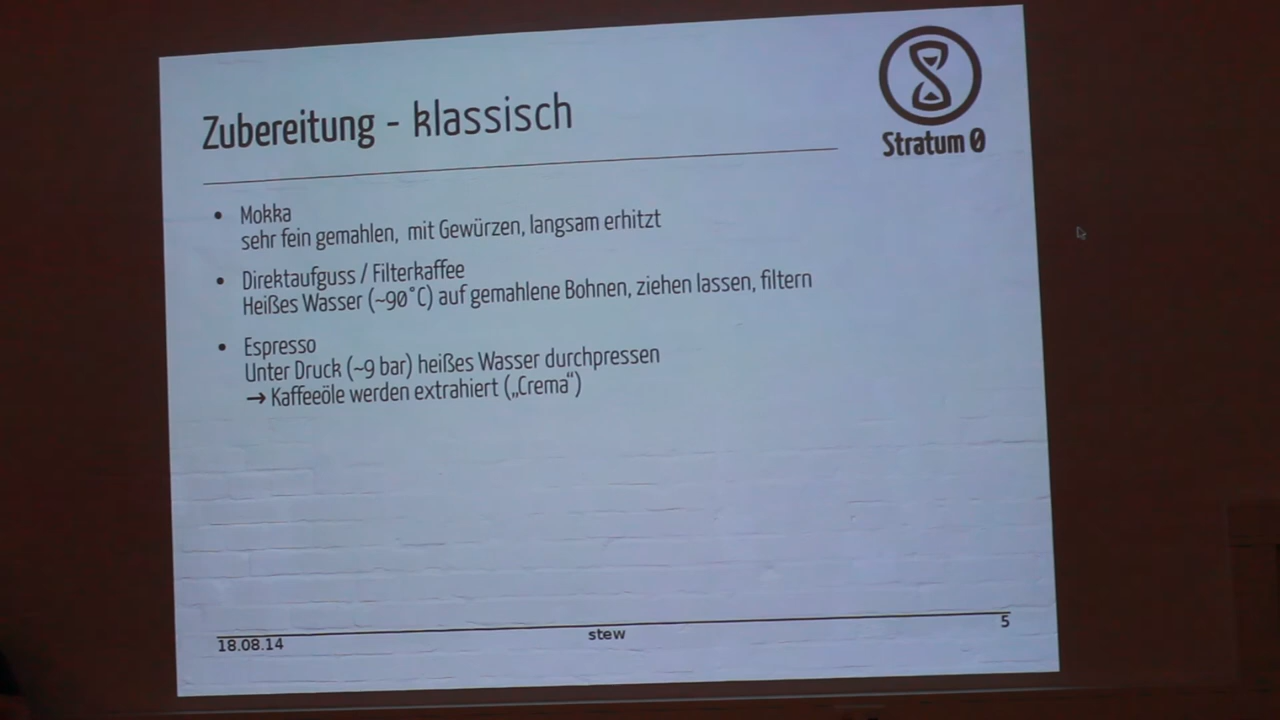 Zubereitung - klassisch
Stratum 0
• Mokka
sehr fein gemahlen, mit Gewürzen, langsam erhitzt
• Direktaufguss / Filterkaffee
Heißes Wasser (~90°C) auf gemahlene Bohnen, ziehen lassen, filtern
• Espresso
Unter Druck (~9 bar) heißes Wasser durchpressen
→ Kaffeeöle werden extrahiert („Crema“)
18.08.14
stew
5